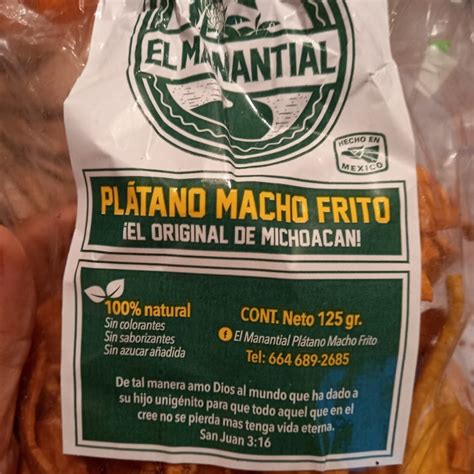 EL MANANTIAL
HECHO EN
MEXICO
PLÁTANO MACHO FRITO
¡EL ORIGINAL DE MICHOACAN!
100% natural
Sin colorantes
Sin saborizantes
Sin azucar añadida
CONT. Neto 125 gr.
El Manantial Plátano Macho Frito
Tel: 664 689-2685
De tal manera amo Dios al mundo que ha dado a
su hijo unigénito para que todo aquel que en el
cree no se pierda mas tenga vida eterna.
San Juan 3:16